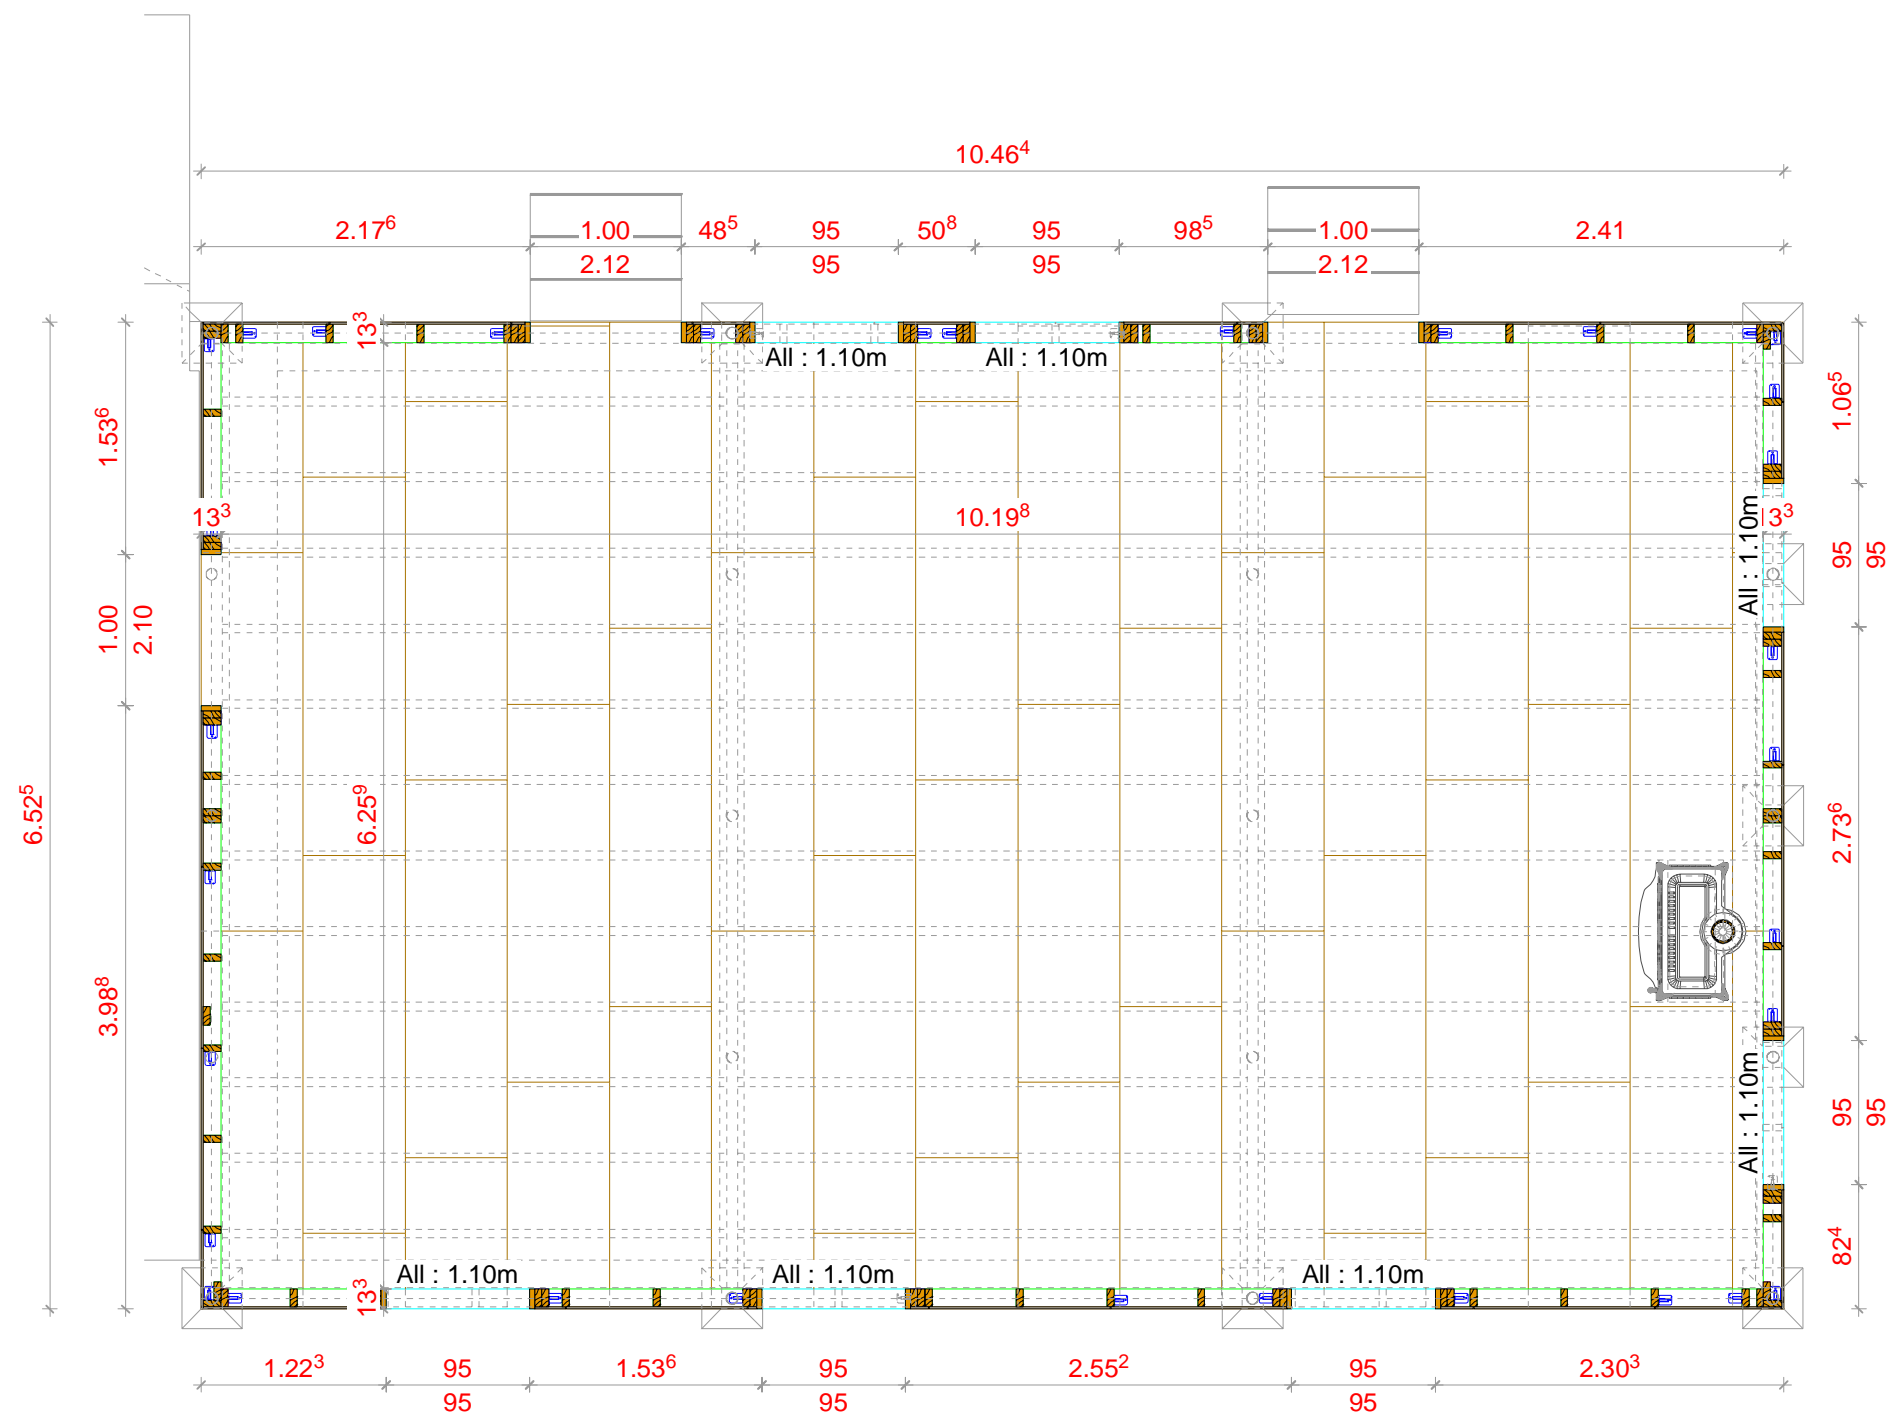 10.46⁴
2.17⁶ 1.00 48⁵ 95 50⁸ 95 98⁵ 1.00 2.41
2.12 95 95 2.12
13³
All : 1.10m All : 1.10m
1.53⁶
1.06⁵
13³ 10.19⁸ 13³
All : 1.10m
95 95
1.00 2.10
6.52⁵
6.25⁹
2.73⁶
3.98⁸
All : 1.10m
95 95
82⁴
All : 1.10m All : 1.10m All : 1.10m
13³
1.22³ 95 1.53⁶ 95 2.55² 95 2.30³
95 95 95